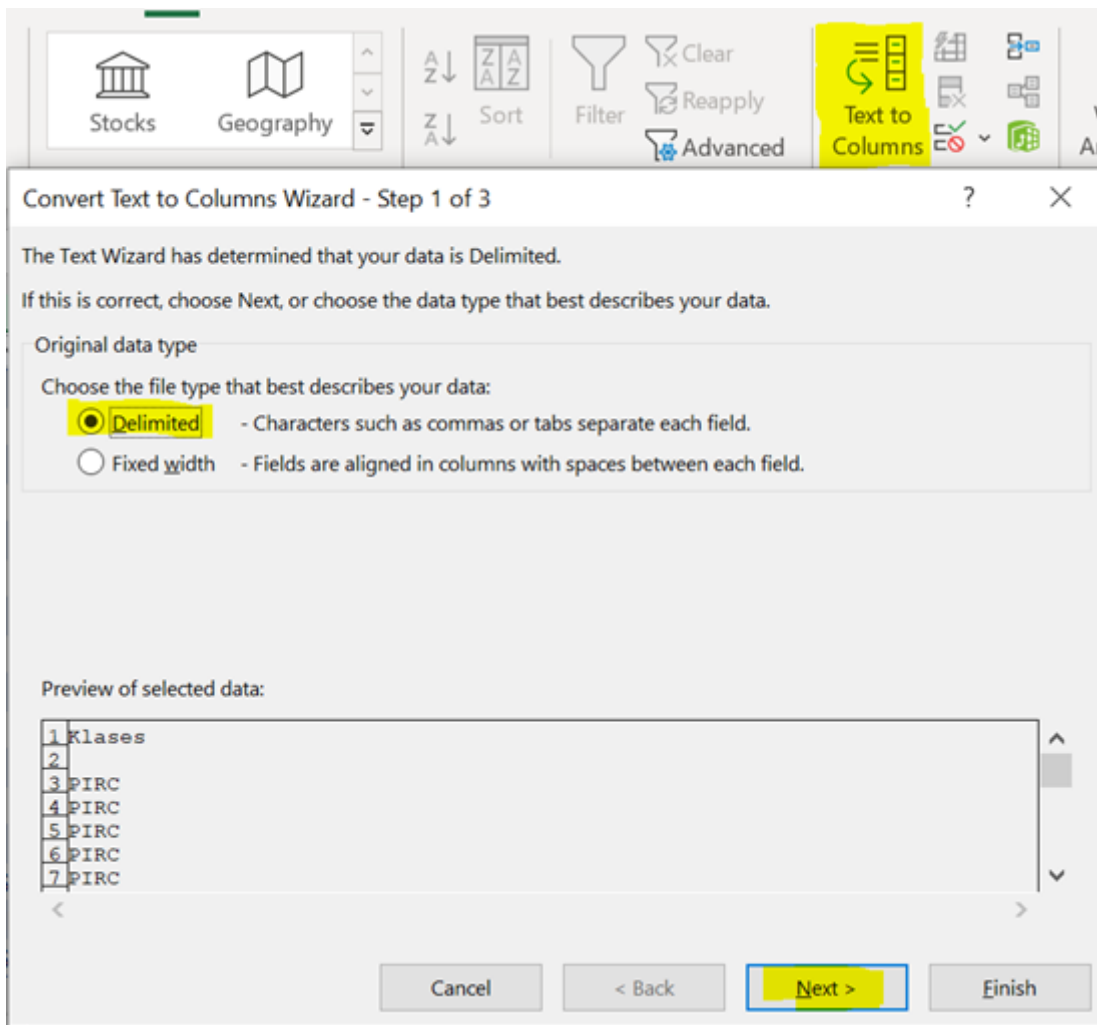 Stocks
Geography
A
Z
Z
A
Z A
A Z
Sort
Filter
Clear
Reapply
Advanced
Text to
Columns
Convert Text to Columns Wizard - Step 1 of 3
?
The Text Wizard has determined that your data is Delimited.
If this is correct, choose Next, or choose the data type that best describes your data.
Original data type
Choose the file type that best describes your data:
Delimited - Characters such as commas or tabs separate each field.
Fixed width - Fields are aligned in columns with spaces between each field.
Preview of selected data:
1 Klases
2
3 PIRC
4 PIRC
5 PIRC
6 PIRC
7 PIRC
Cancel < Back Next > Finish